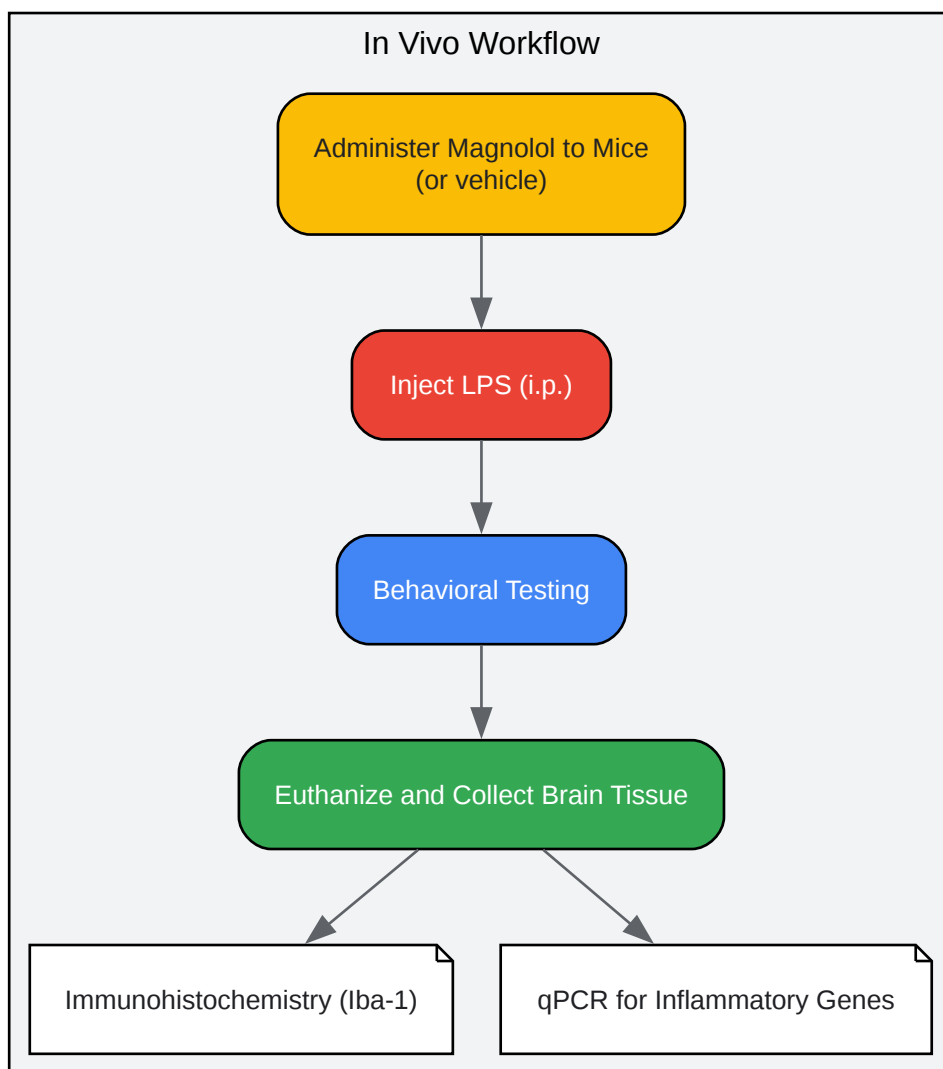 In Vivo Workflow
Administer Magnolol to Mice
(or vehicle)
Inject LPS (i.p.)
Behavioral Testing
Euthanize and Collect Brain Tissue
Immunohistochemistry (Iba-1)
qPCR for Inflammatory Genes